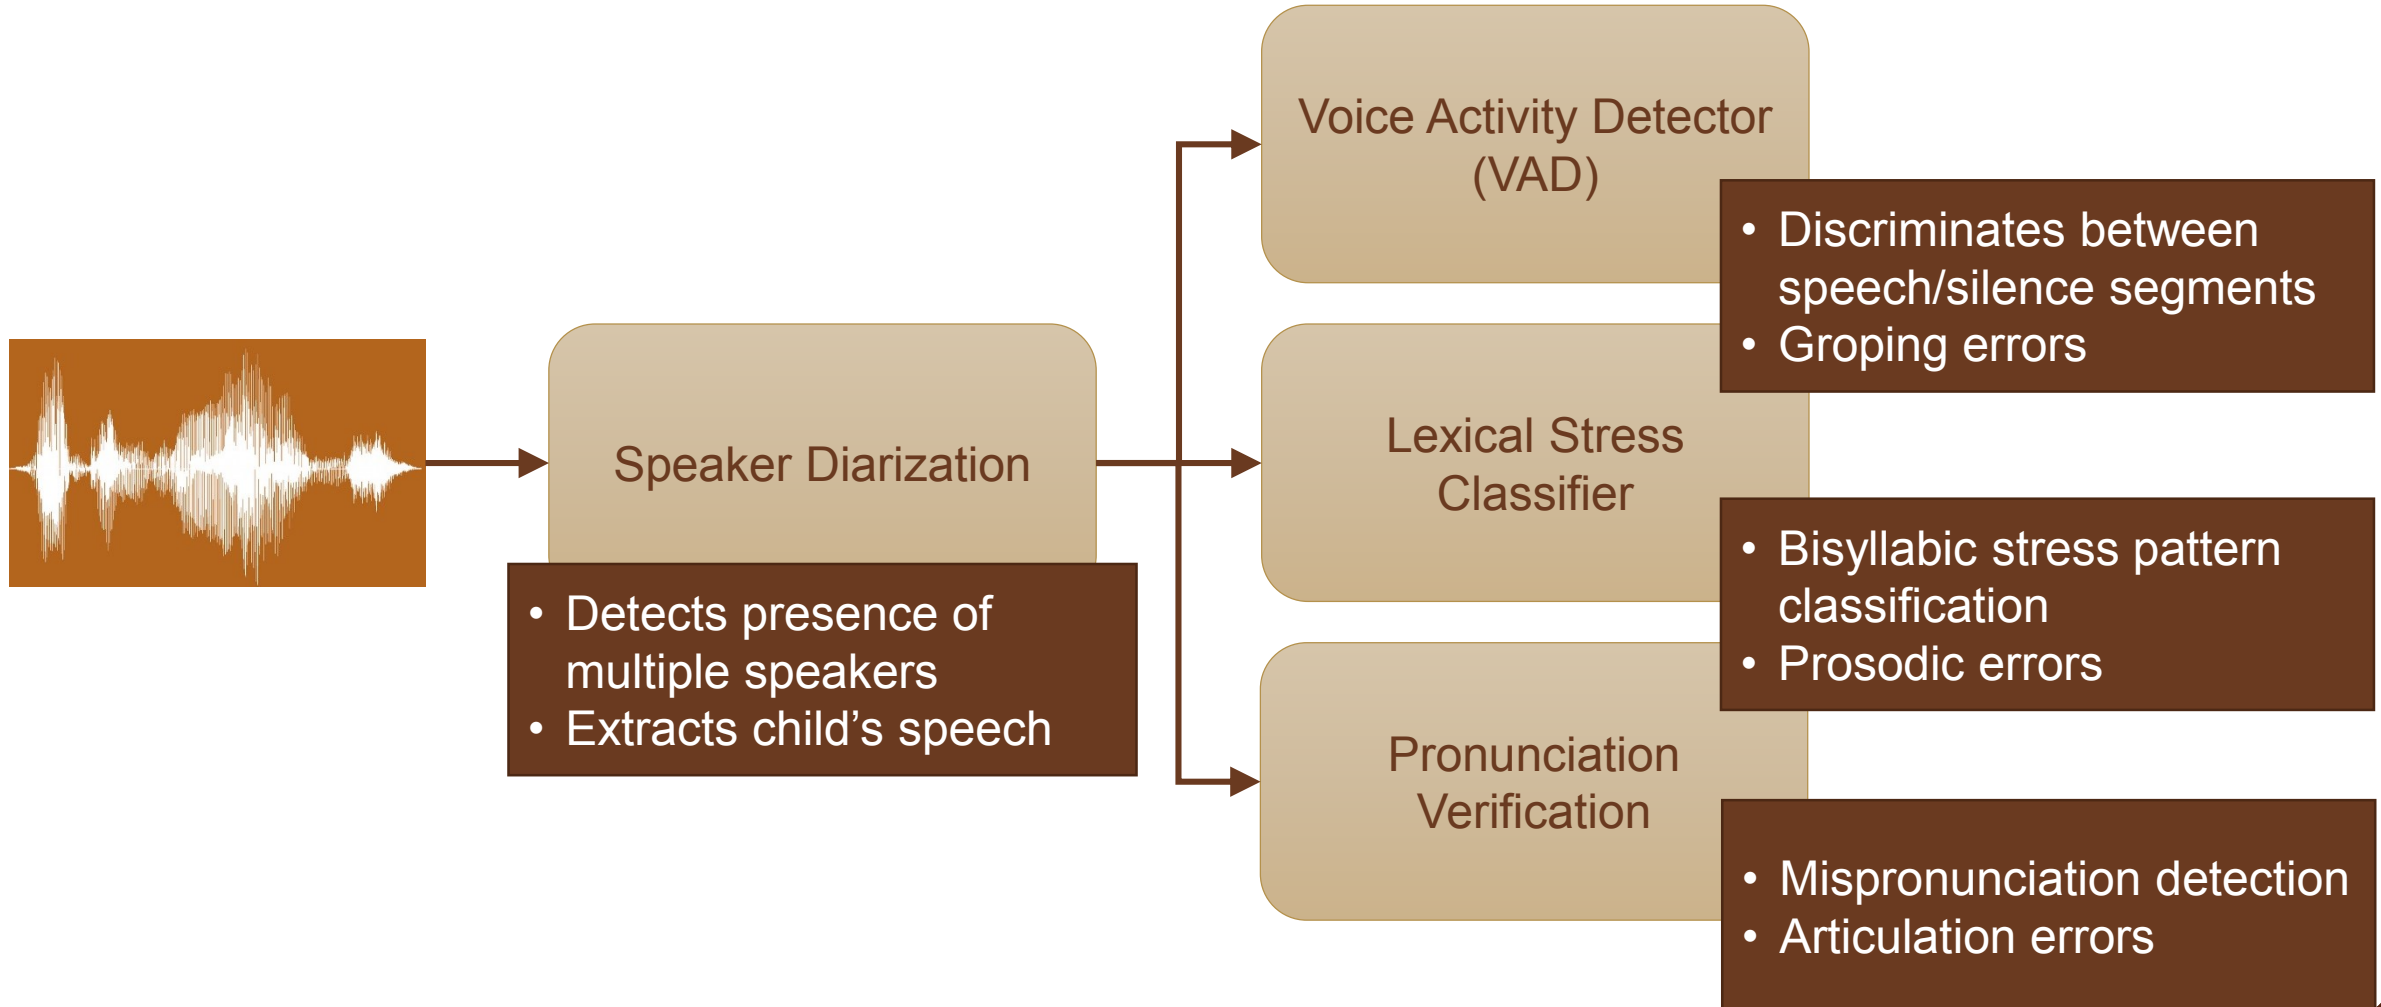 Speaker Diarization
• Detects presence of
multiple speakers
• Extracts child’s speech
Voice Activity Detector
(VAD)
• Discriminates between
speech/silence segments
• Groping errors
Lexical Stress
Classifier
• Bisyllabic stress pattern
classification
• Prosodic errors
Pronunciation
Verification
• Mispronunciation detection
• Articulation errors